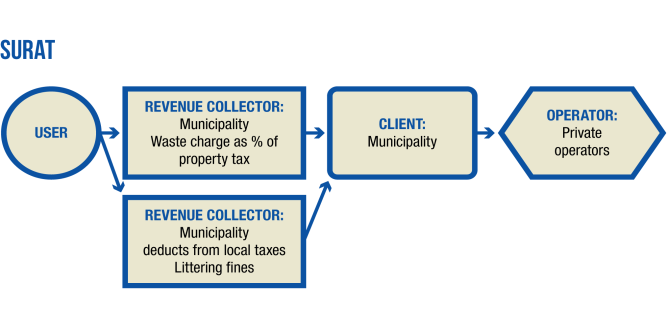 SURAT
USER
REVENUE COLLECTOR:
Municipality
Waste charge as % of
property tax
CLIENT:
Municipality
OPERATOR:
Private
operators
REVENUE COLLECTOR:
Municipality
deducts from local taxes
Littering fines